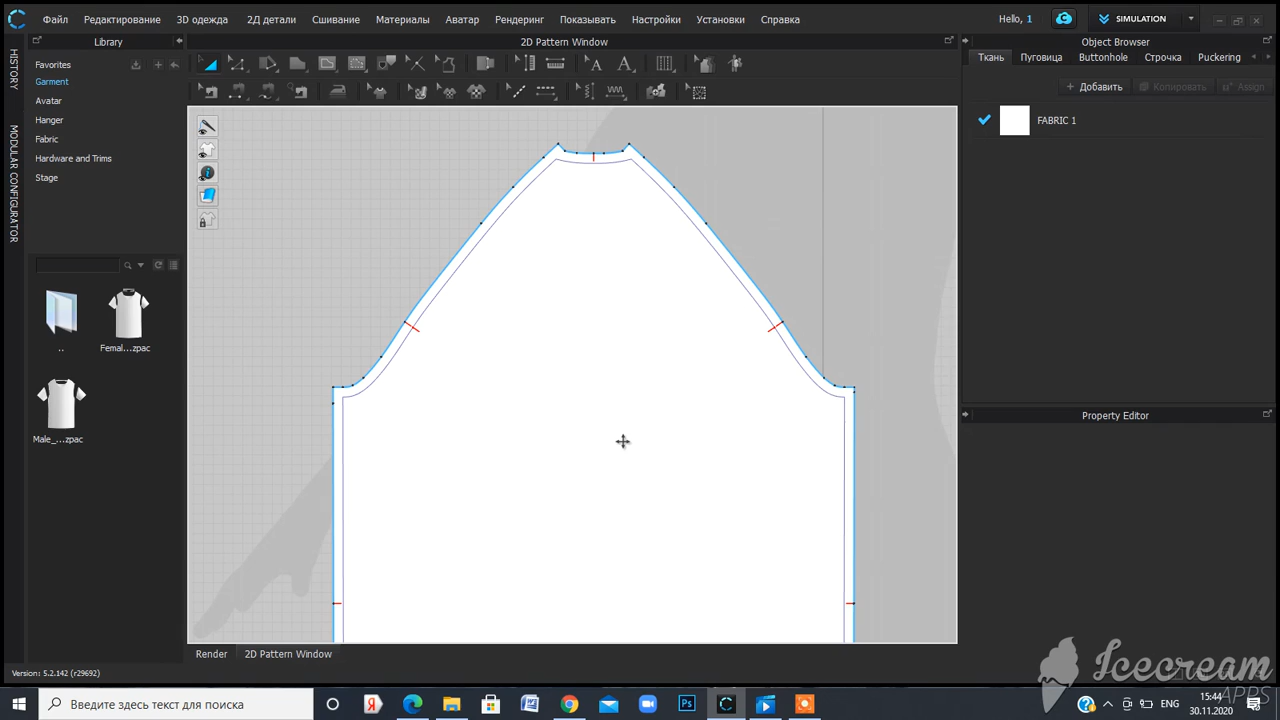 Файл Редактирование 3D одежда 2Д детали Сшивание Материалы Аватар Рендеринг Показывать Настройки Установки Справка Hello, 1 SIMULATION
HISTORY
MODULAR CONFIGURATOR
Library
Favorites
Garment
Avatar
Hanger
Fabric
Hardware and Trims
Stage
..
Femal...zpac
Male_...zpac
2D Pattern Window
Render 2D Pattern Window
Object Browser
Ткань Пуговица Buttonhole Строчка Puckering
Добавить Копировать Assign
FABRIC 1
Property Editor
Version: 5.2.142 (r29692)
Icecream
APPS
Введите здесь текст для поиска
Ps
ENG
15:44
30.11.2020